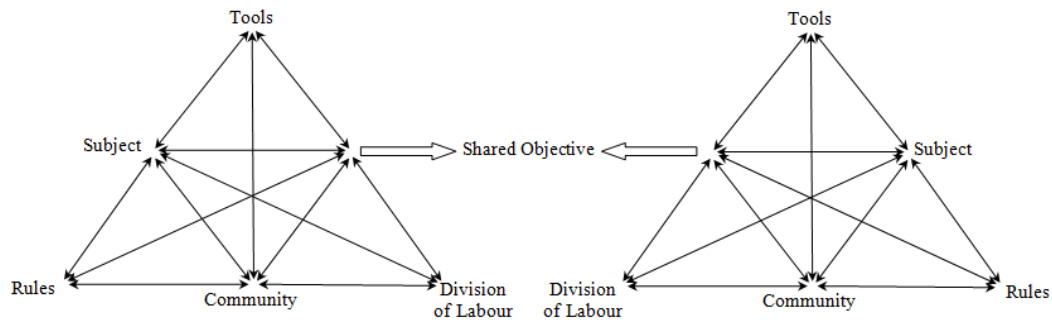 Tools
Tools
Subject
Shared Objective
Subject
Rules
Community
Division
of Labour
Division
of Labour
Community
Rules